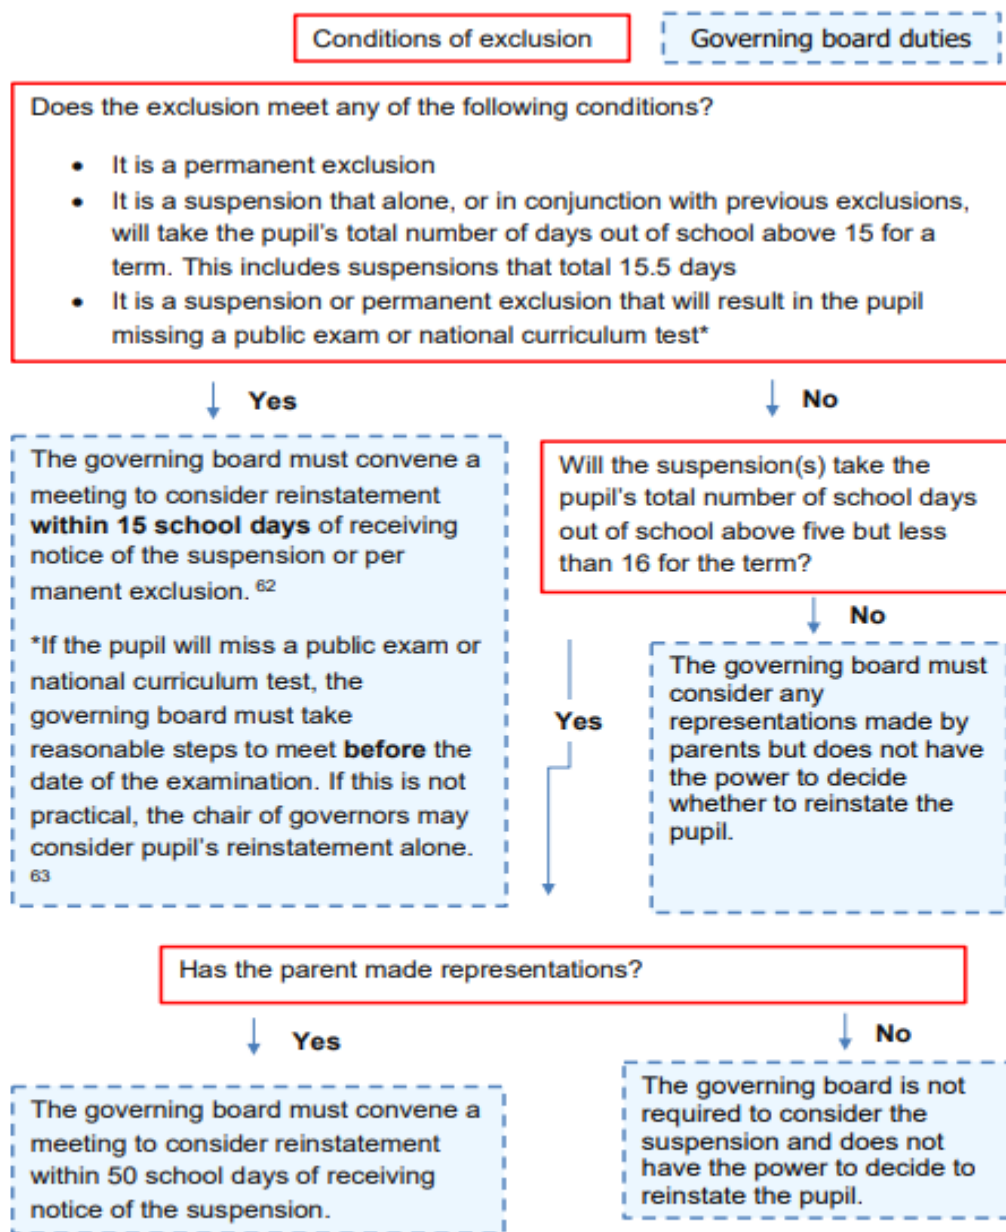 Conditions of exclusion
Governing board duties
Does the exclusion meet any of the following conditions?
• It is a permanent exclusion
• It is a suspension that alone, or in conjunction with previous exclusions,
will take the pupil's total number of days out of school above 15 for a
term. This includes suspensions that total 15.5 days
• It is a suspension or permanent exclusion that will result in the pupil
missing a public exam or national curriculum test*
Yes
No
The governing board must convene a
meeting to consider reinstatement
within 15 school days of receiving
notice of the suspension or per
manent exclusion. 62
*If the pupil will miss a public exam or
national curriculum test, the
governing board must take
reasonable steps to meet before the
date of the examination. If this is not
practical, the chair of governors may
consider pupil's reinstatement alone.
63
Will the suspension(s) take the
pupil's total number of school days
out of school above five but less
than 16 for the term?
No
Yes
The governing board must
consider any
representations made by
parents but does not have
the power to decide
whether to reinstate the
pupil.
Has the parent made representations?
Yes
No
The governing board must convene a
meeting to consider reinstatement
within 50 school days of receiving
notice of the suspension.
The governing board is not
required to consider the
suspension and does not
have the power to decide to
reinstate the pupil.